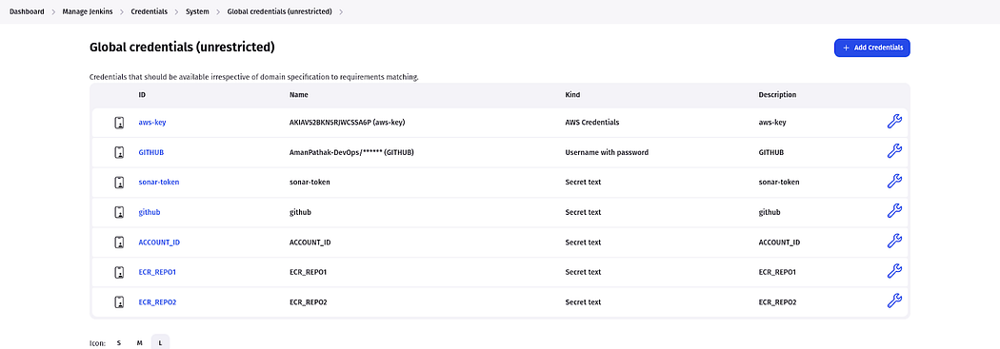 Dashboard > Manage Jenkins > Credentials > System > Global credentials (unrestricted) >
Global credentials (unrestricted)
+ Add Credentials
Credentials that should be available irrespective of domain specification to requirements matching.
ID Name Kind Description
aws-key AKIAV52BKN5RJWCSSA6P (aws-key) AWS Credentials aws-key
GITHUB AmanPathak-DevOps/****** (GITHUB) Username with password GITHUB
sonar-token sonar-token Secret text sonar-token
github github Secret text github
ACCOUNT_ID ACCOUNT_ID Secret text ACCOUNT_ID
ECR_REPO1 ECR_REPO1 Secret text ECR_REPO1
ECR_REPO2 ECR_REPO2 Secret text ECR_REPO2
Icon: S M L